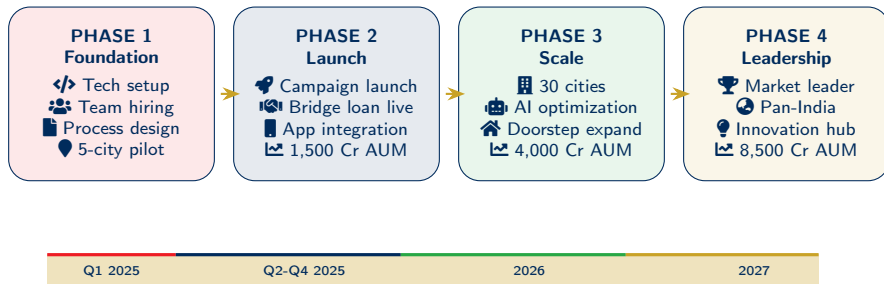 PHASE 1
Foundation
Tech setup
Team hiring
Process design
5-city pilot
PHASE 2
Launch
Campaign launch
Bridge loan live
App integration
1,500 Cr AUM
PHASE 3
Scale
30 cities
AI optimization
Doorstep expand
4,000 Cr AUM
PHASE 4
Leadership
Market leader
Pan-India
Innovation hub
8,500 Cr AUM
Q1 2025
Q2-Q4 2025
2026
2027